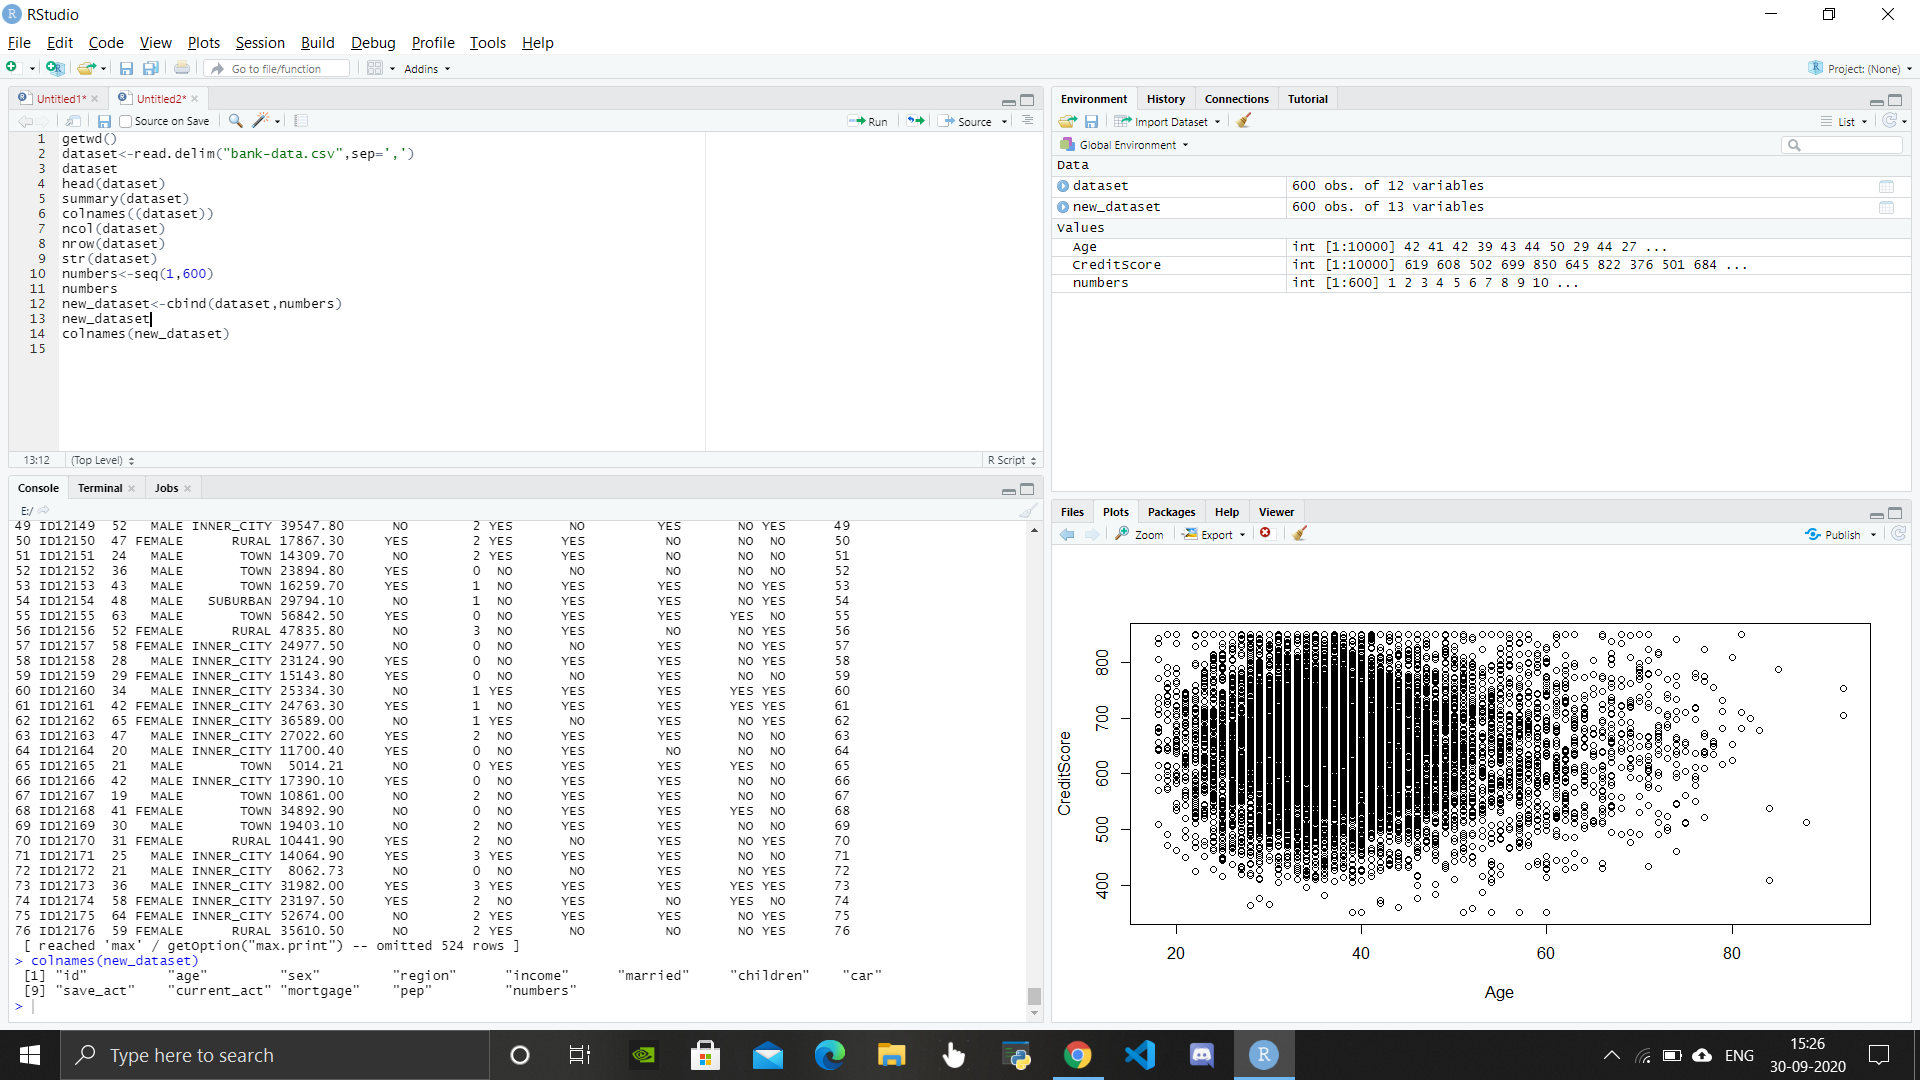 RStudio
File Edit Code View Plots Session Build Debug Profile Tools Help
Go to file/function Addins Project: (None)
Untitled1* Untitled2*
Source on Save Run Source
1 getwd()
2 dataset<-read.delim("bank-data.csv",sep=',')
3 dataset
4 head(dataset)
5 summary(dataset)
6 colnames((dataset))
7 ncol(dataset)
8 nrow(dataset)
9 str(dataset)
10 numbers<-seq(1,600)
11 numbers
12 new_dataset<-cbind(dataset,numbers)
13 new_dataset
14 colnames(new_dataset)
15
13:12 (Top Level) R Script
Console Terminal Jobs
E:/
49 ID12149 52 MALE INNER_CITY 39547.80 NO 2 YES NO YES NO YES 49
50 ID12150 47 FEMALE RURAL 17867.30 YES 2 YES YES NO NO NO 50
51 ID12151 24 MALE TOWN 14309.70 NO 2 YES NO YES NO NO 51
52 ID12152 36 MALE TOWN 23894.80 YES 0 NO NO NO NO NO 52
53 ID12153 43 MALE TOWN 16259.70 YES 1 NO YES YES NO YES 53
54 ID12154 48 MALE SUBURBAN 29794.10 NO 1 NO YES YES NO YES 54
55 ID12155 63 MALE TOWN 56842.50 YES 0 NO YES YES YES NO 55
56 ID12156 52 FEMALE RURAL 47835.80 NO 3 NO YES NO NO YES 56
57 ID12157 58 FEMALE INNER_CITY 24977.50 NO 0 NO NO YES NO YES 57
58 ID12158 28 MALE INNER_CITY 23124.90 YES 0 NO YES YES NO YES 58
59 ID12159 29 FEMALE INNER_CITY 15143.80 YES 0 NO NO YES NO NO 59
60 ID12160 34 MALE INNER_CITY 25334.30 NO 1 YES NO YES YES YES 60
61 ID12161 42 FEMALE INNER_CITY 24763.30 YES 1 NO NO YES YES YES 61
62 ID12162 65 FEMALE INNER_CITY 36589.00 NO 1 YES NO YES NO YES 62
63 ID12163 47 MALE INNER_CITY 27022.60 YES 2 NO YES YES NO YES 63
64 ID12164 20 MALE INNER_CITY 11700.40 YES 0 NO YES NO NO NO 64
65 ID12165 21 MALE TOWN 5014.21 NO 0 YES YES YES YES NO 65
66 ID12166 42 MALE INNER_CITY 17390.10 YES 0 NO YES YES NO NO 66
67 ID12167 19 MALE TOWN 10861.00 NO 2 NO YES YES NO NO 67
68 ID12168 41 FEMALE TOWN 34892.90 NO 0 NO YES YES YES NO 68
69 ID12169 30 MALE TOWN 19403.10 NO 2 NO YES YES NO NO 69
70 ID12170 31 FEMALE RURAL 10441.90 YES 2 NO NO YES NO YES 70
71 ID12171 25 MALE INNER_CITY 14064.90 YES 3 YES YES YES NO NO 71
72 ID12172 21 MALE INNER_CITY 8062.73 NO 0 NO NO YES NO YES 72
73 ID12173 36 MALE INNER_CITY 31982.00 YES 3 YES YES YES YES YES 73
74 ID12174 58 FEMALE INNER_CITY 23197.50 YES 2 NO YES NO YES NO 74
75 ID12175 64 FEMALE INNER_CITY 52674.00 NO 2 YES YES YES NO YES 75
76 ID12176 59 FEMALE RURAL 35610.50 NO 2 YES NO NO NO YES 76
[ reached 'max' / getOption("max.print") -- omitted 524 rows ]
> colnames(new_dataset)
[1] "id" "age" "sex" "region" "income" "married" "children" "car"
[9] "save_act" "current_act" "mortgage" "pep" "numbers"
>
Environment History Connections Tutorial
Import Dataset List
Global Environment
Data
dataset 600 obs. of 12 variables
new_dataset 600 obs. of 13 variables
Values
Age int [1:10000] 42 41 42 39 43 44 50 29 44 27 ...
CreditScore int [1:10000] 619 608 502 699 850 645 822 376 501 684 ...
numbers int [1:600] 1 2 3 4 5 6 7 8 9 10 ...
Files Plots Packages Help Viewer
Zoom Export Publish
CreditScore
800
700
600
500
400
20 40 60 80
Age
Type here to search
ENG
15:26
30-09-2020